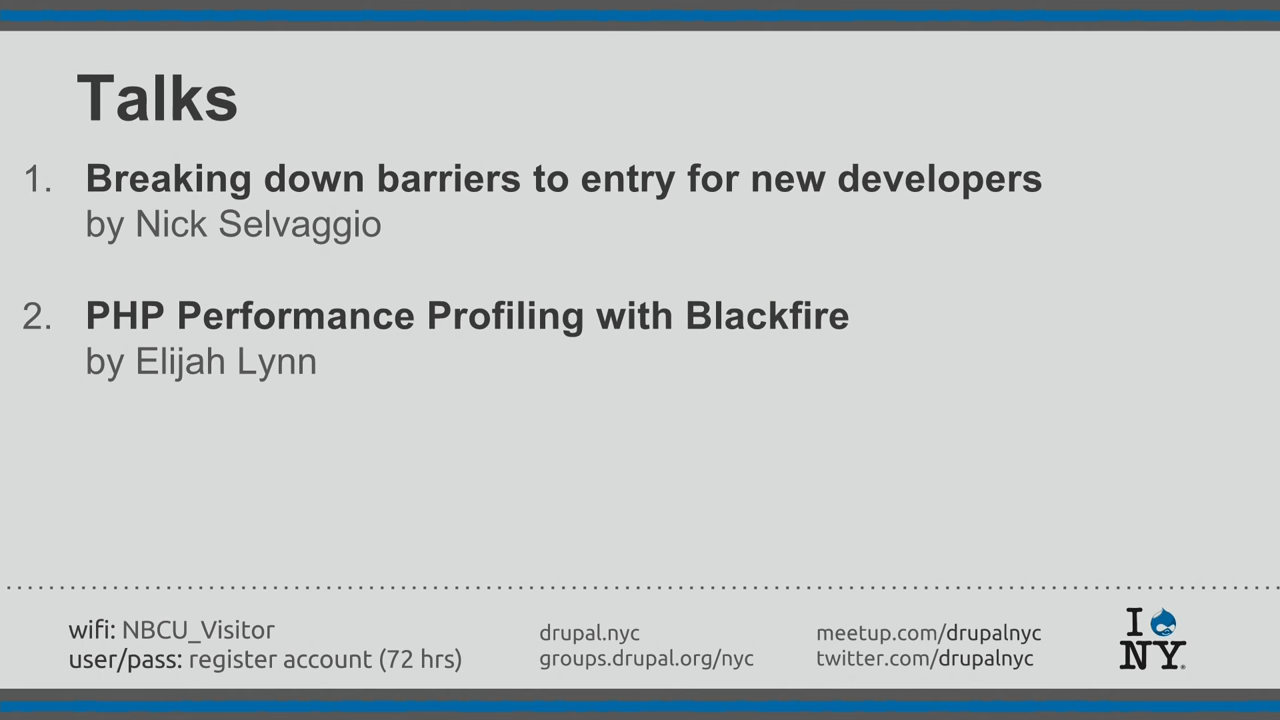 Talks
1. Breaking down barriers to entry for new developers
by Nick Selvaggio
2. PHP Performance Profiling with Blackfire
by Elijah Lynn
wifi: NBCU_Visitor
user/pass: register account (72 hrs)
drupal.nyc
groups.drupal.org/nyc
meetup.com/drupalnyc
twitter.com/drupalnyc
I
NY®